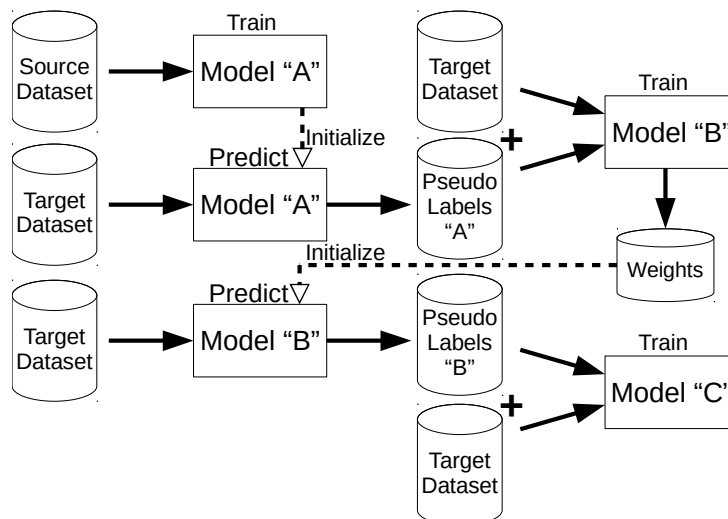 Train
Source
Dataset
Model “A”
Initialize
Target
Dataset
Train
Model “B”
Predict
Target
Dataset
Model “A”
Pseudo
Labels
“A”
+
Initialize
Weights
Predict
Target
Dataset
Model “B”
Pseudo
Labels
“B”
+
Target
Dataset
Train
Model “C”